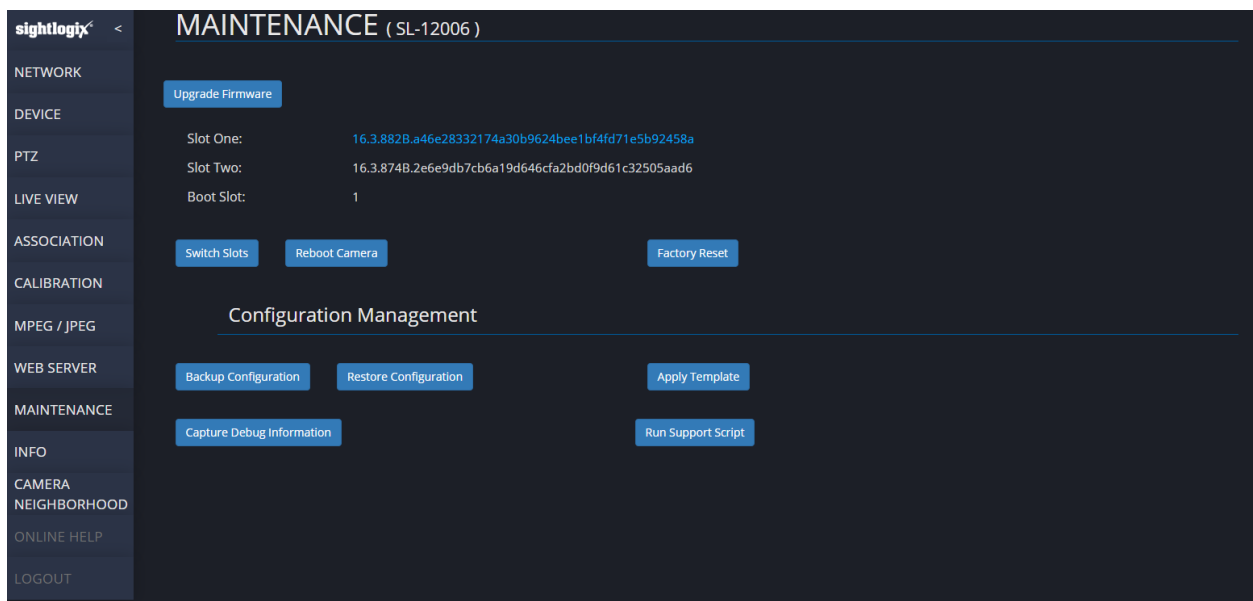 sightlogix <
MAINTENANCE ( SL-12006 )
NETWORK
DEVICE
PTZ
LIVE VIEW
ASSOCIATION
CALIBRATION
MPEG / JPEG
WEB SERVER
MAINTENANCE
INFO
CAMERA
NEIGHBORHOOD
ONLINE HELP
LOGOUT
Upgrade Firmware
Slot One: 16.3.882B.a46e28332174a30b9624bee1bf4fd71e5b92458a
Slot Two: 16.3.874B.2e6e9db7cb6a19d646cfa2bd0f9d61c32505aad6
Boot Slot: 1
Switch Slots Reboot Camera Factory Reset
Configuration Management
Backup Configuration Restore Configuration Apply Template
Capture Debug Information Run Support Script